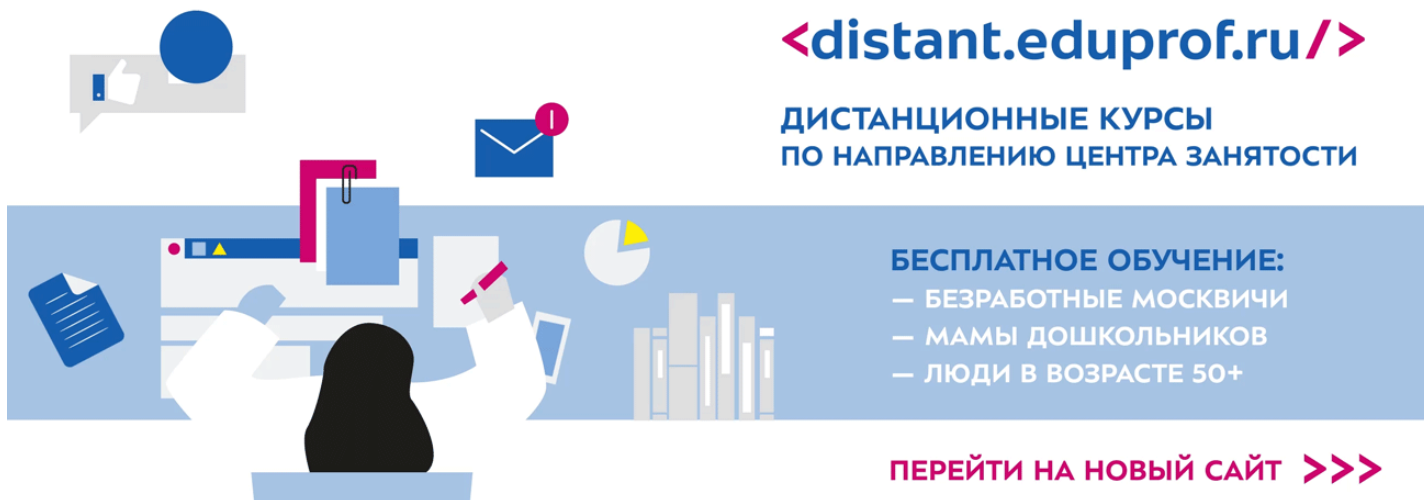 <distant.eduprof.ru/>
ДИСТАНЦИОННЫЕ КУРСЫ
ПО НАПРАВЛЕНИЮ ЦЕНТРА ЗАНЯТОСТИ
БЕСПЛАТНОЕ ОБУЧЕНИЕ:
— БЕЗРАБОТНЫЕ МОСКВИЧИ
— МАМЫ ДОШКОЛЬНИКОВ
— ЛЮДИ В ВОЗРАСТЕ 50+
ПЕРЕЙТИ НА НОВЫЙ САЙТ >>>